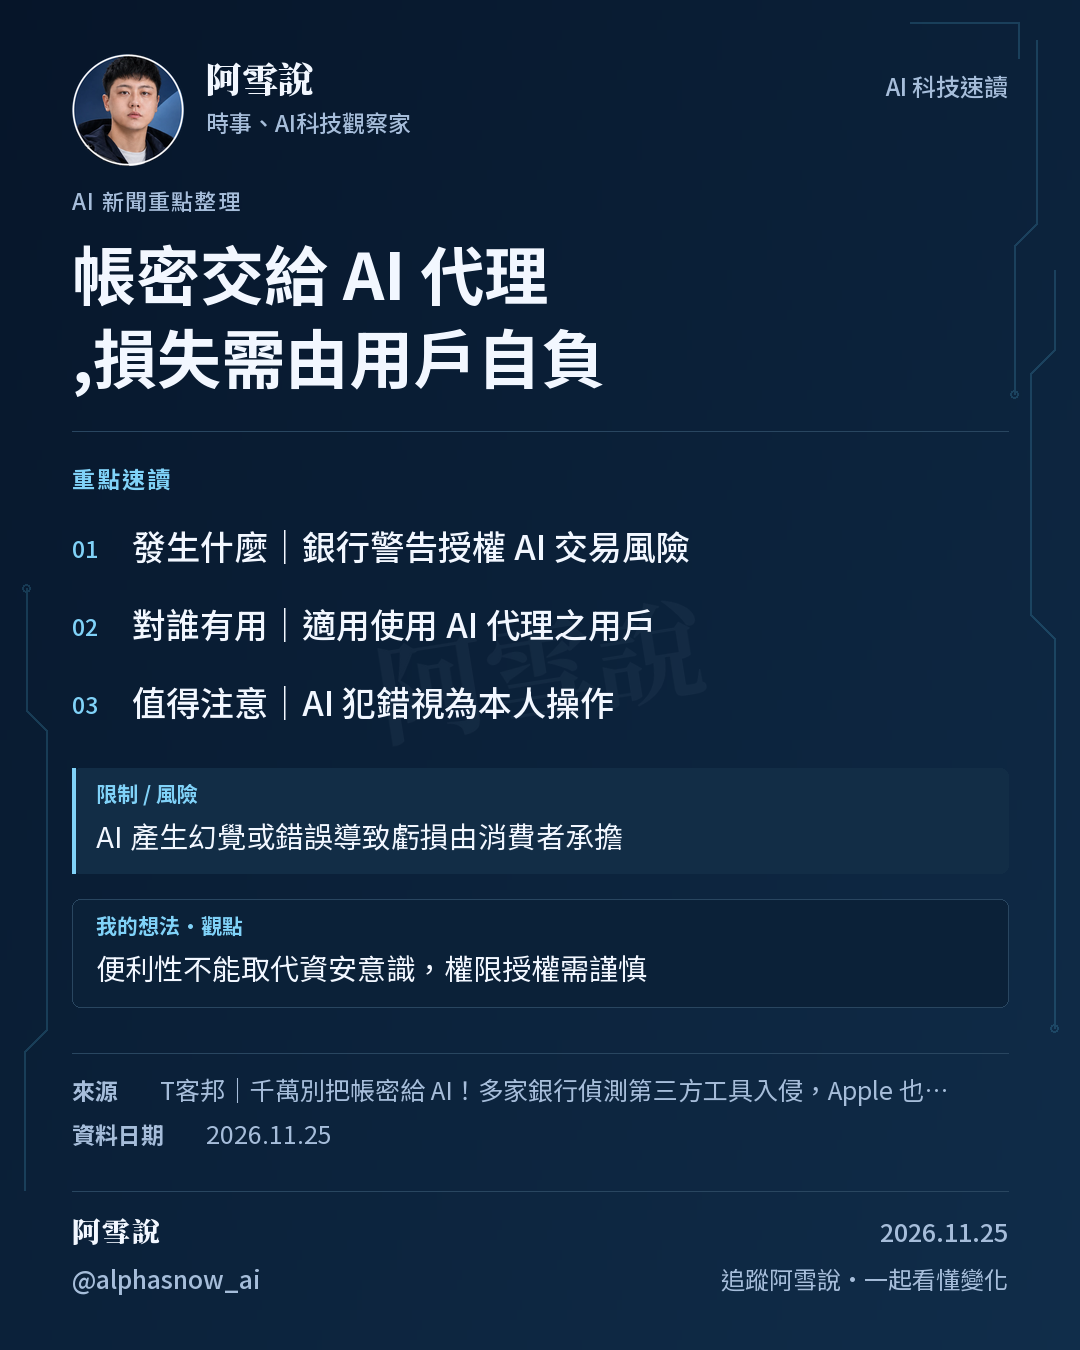 阿雪說
時事、AI科技觀察家
AI 科技速讀
AI 新聞重點整理
帳密交給 AI 代理
,損失需由用戶自負
重點速讀
01 發生什麼｜銀行警告授權 AI 交易風險
02 對誰有用｜適用使用 AI 代理之用戶
03 值得注意｜AI 犯錯視為本人操作
阿雪說
限制 / 風險
AI 產生幻覺或錯誤導致虧損由消費者承擔
我的想法・觀點
便利性不能取代資安意識，權限授權需謹慎
來源 T客邦｜千萬別把帳密給 AI！多家銀行偵測第三方工具入侵，Apple 也…
資料日期 2026.11.25
阿雪說
2026.11.25
@alphasnow_ai
追蹤阿雪說・一起看懂變化